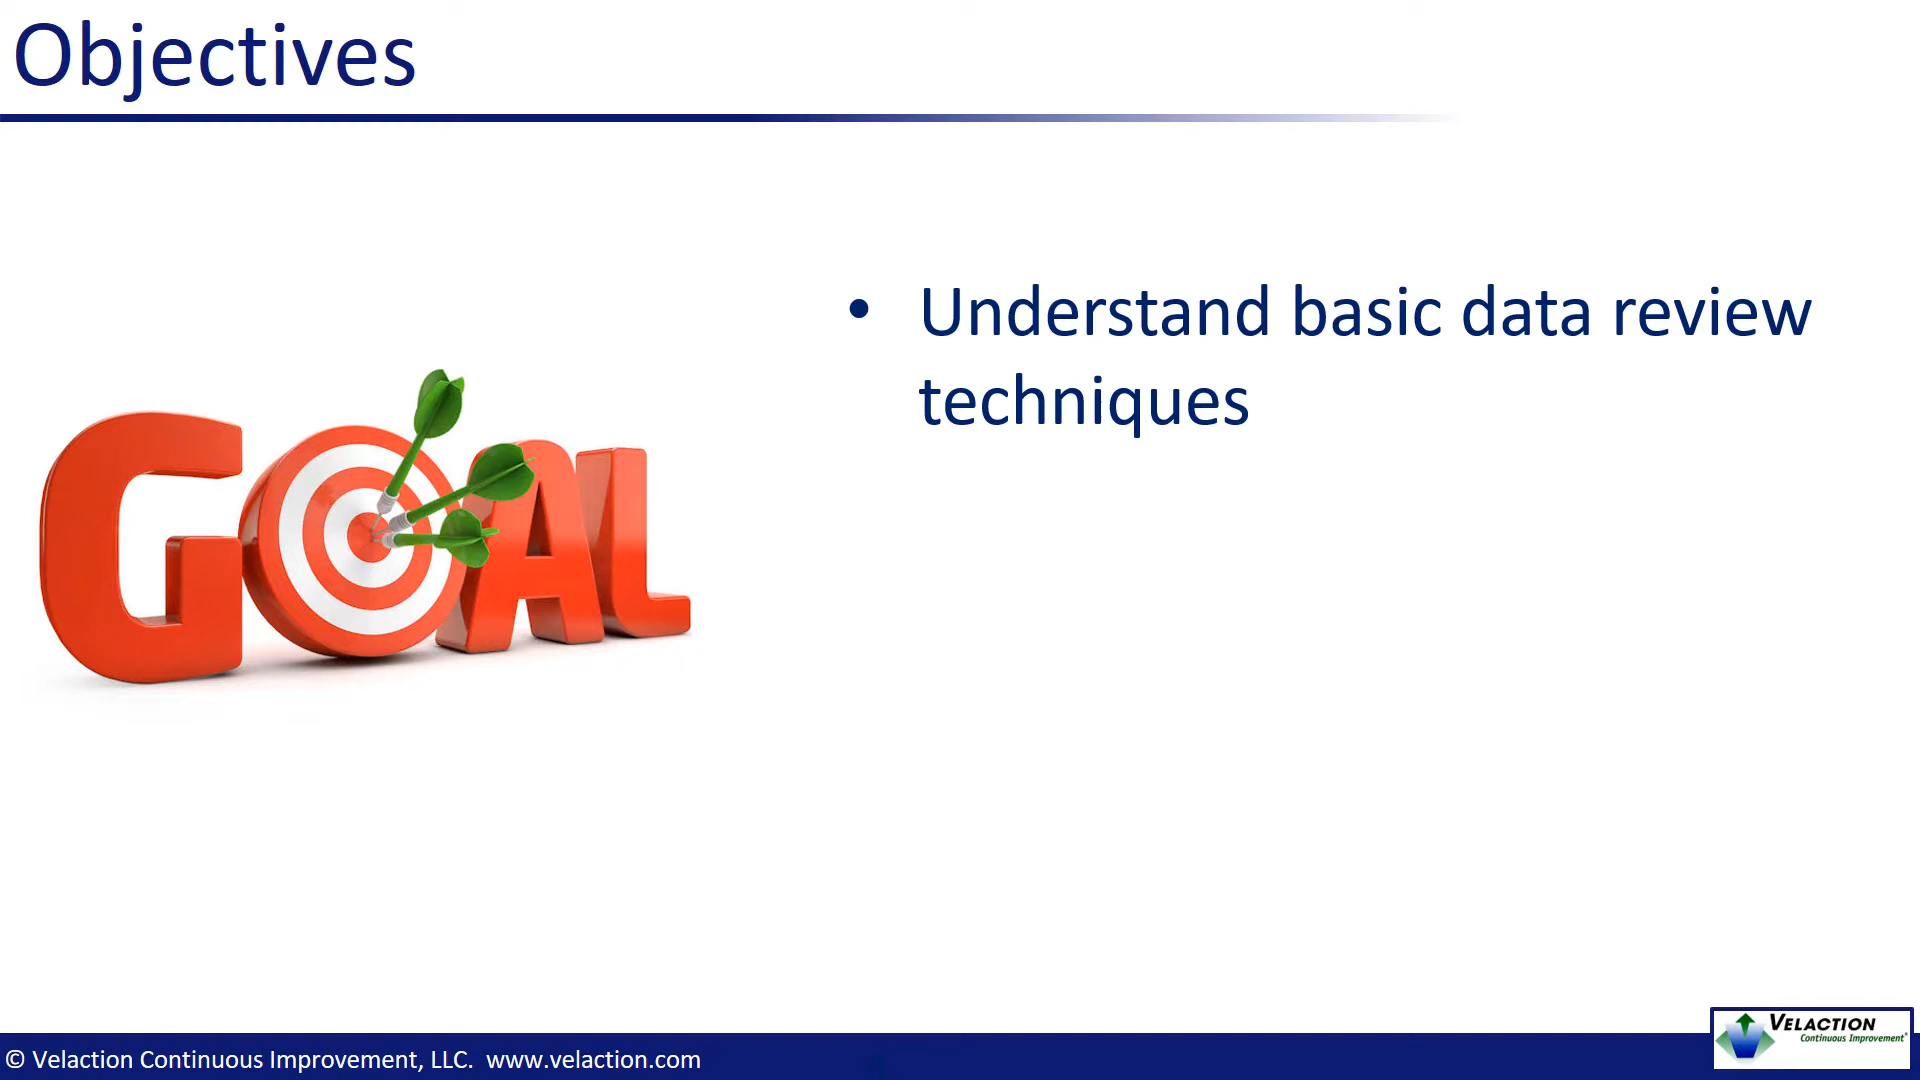 Objectives
• Understand basic data review
techniques
GOAL
© Velaction Continuous Improvement, LLC. www.velaction.com
VELACTION
Continuous Improvement®